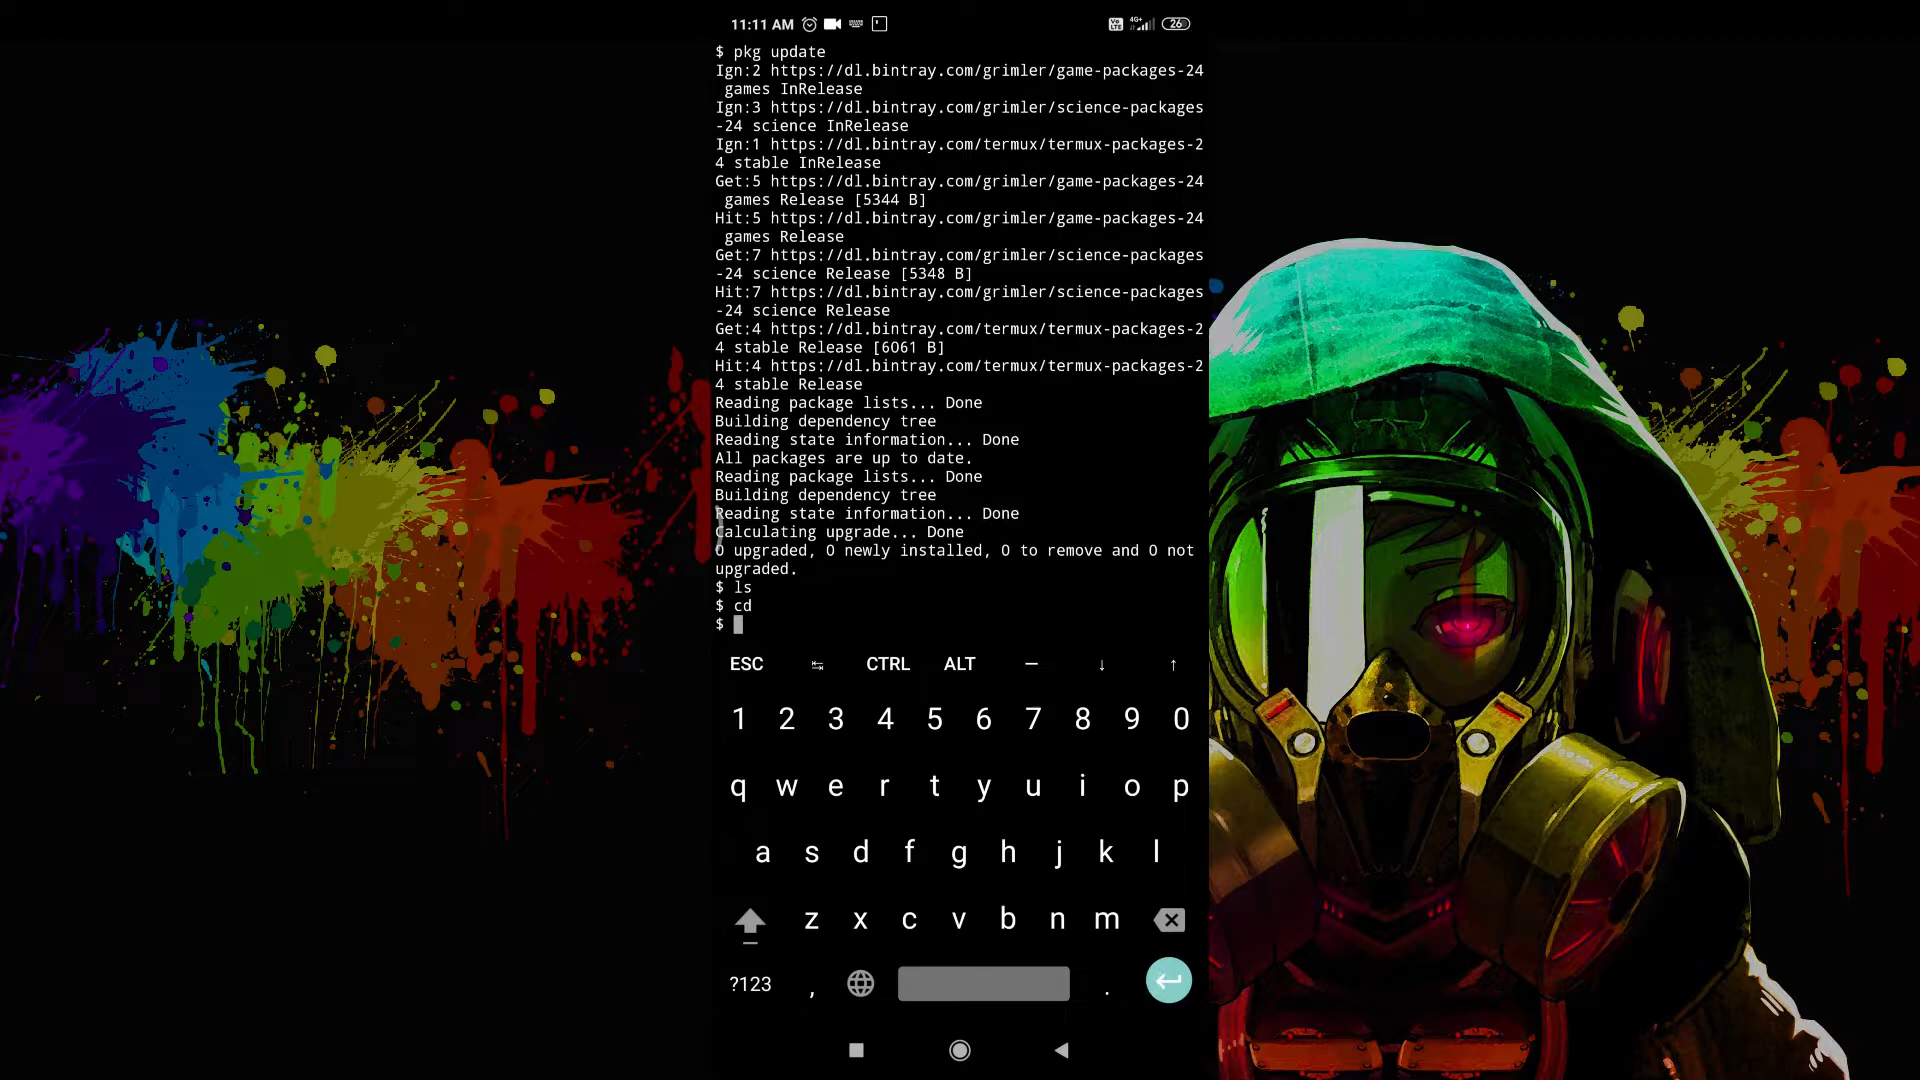 11:11 AM Vo LTE 4G+ 26
$ pkg update
Ign:2 https://dl.bintray.com/grimler/game-packages-24
games InRelease
Ign:3 https://dl.bintray.com/grimler/science-packages
-24 science InRelease
Ign:1 https://dl.bintray.com/termux/termux-packages-2
4 stable InRelease
Get:5 https://dl.bintray.com/grimler/game-packages-24
games Release [5344 B]
Hit:5 https://dl.bintray.com/grimler/game-packages-24
games Release
Get:7 https://dl.bintray.com/grimler/science-packages
-24 science Release [5348 B]
Hit:7 https://dl.bintray.com/grimler/science-packages
-24 science Release
Get:4 https://dl.bintray.com/termux/termux-packages-2
4 stable Release [6061 B]
Hit:4 https://dl.bintray.com/termux/termux-packages-2
4 stable Release
Reading package lists... Done
Building dependency tree
Reading state information... Done
All packages are up to date.
Reading package lists... Done
Building dependency tree
Reading state information... Done
Calculating upgrade... Done
0 upgraded, 0 newly installed, 0 to remove and 0 not
upgraded.
$ ls
$ cd
$
ESC ↹ CTRL ALT — ↓ ↑
1 2 3 4 5 6 7 8 9 0
q w e r t y u i o p
a s d f g h j k l
z x c v b n m
?123 , .